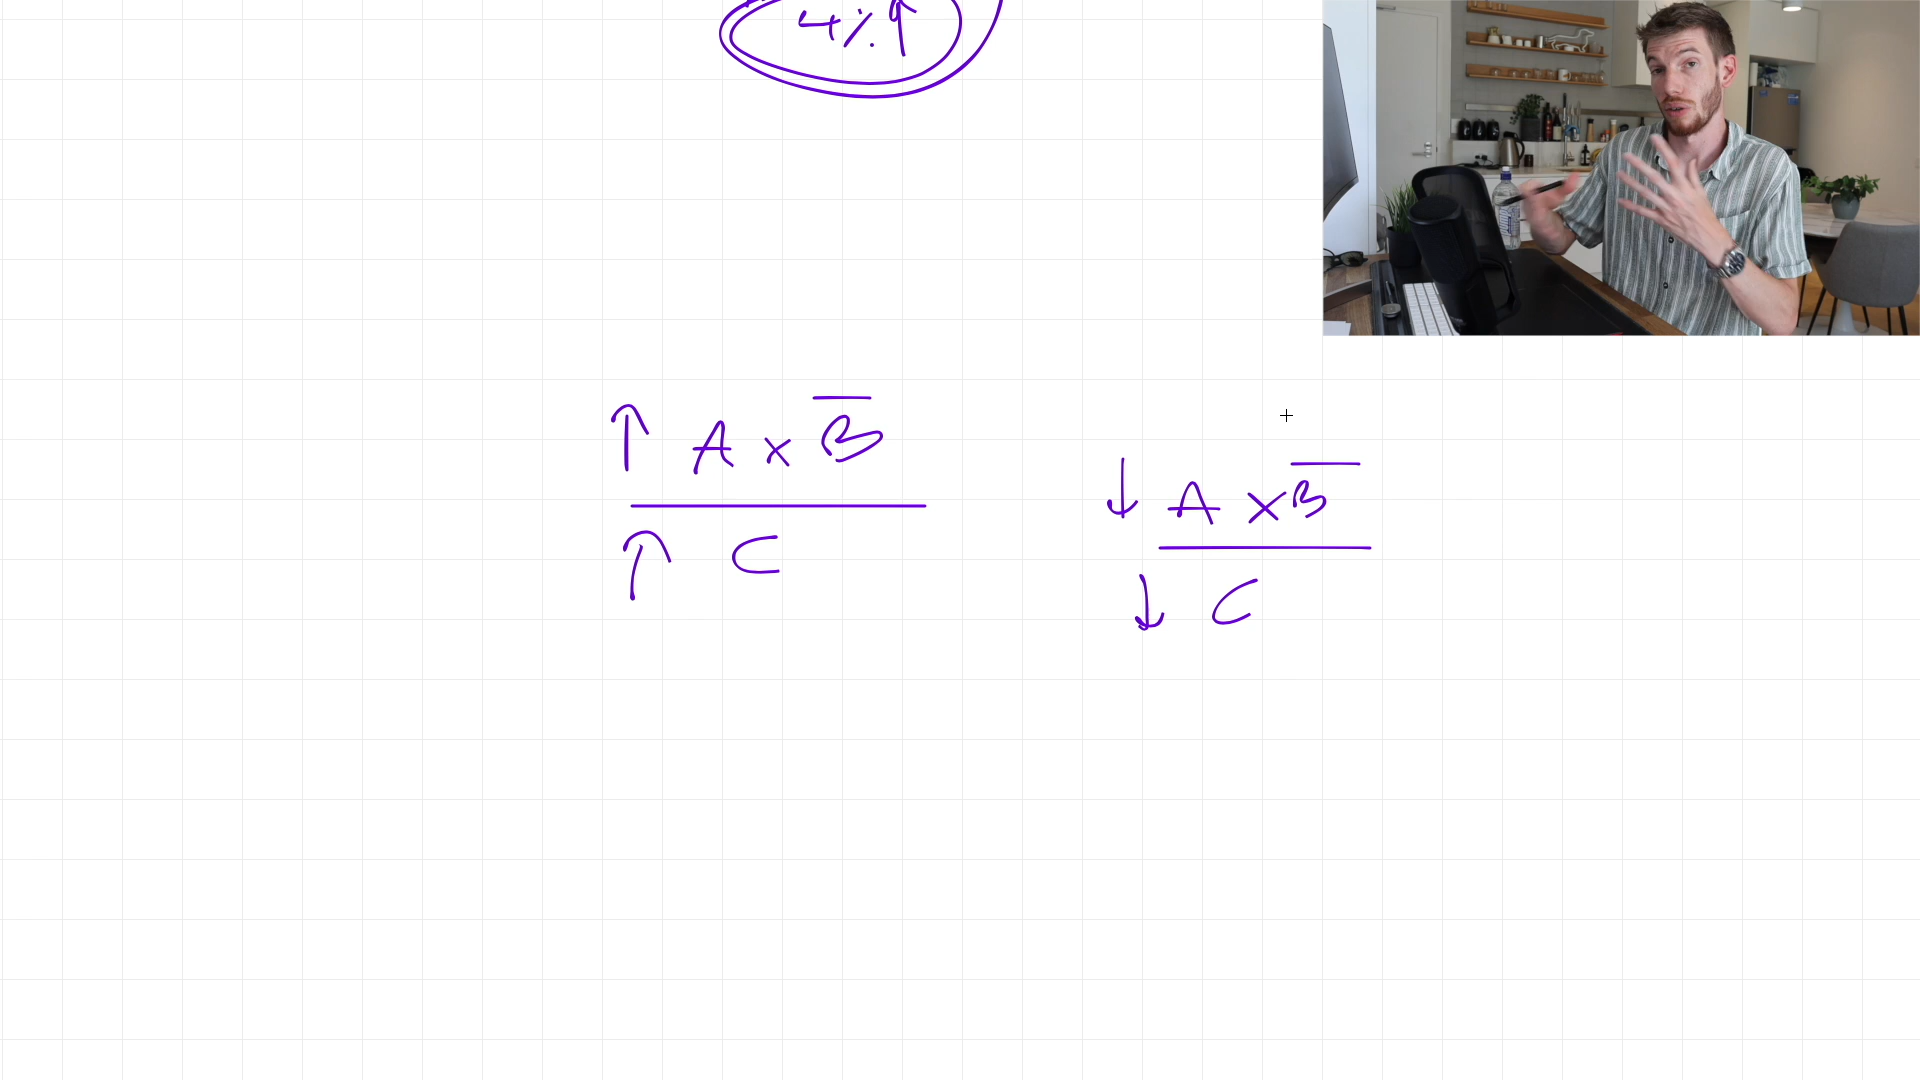 4%↑
↑ A × B̅
↑ C
↓ A × B̅
↓ C